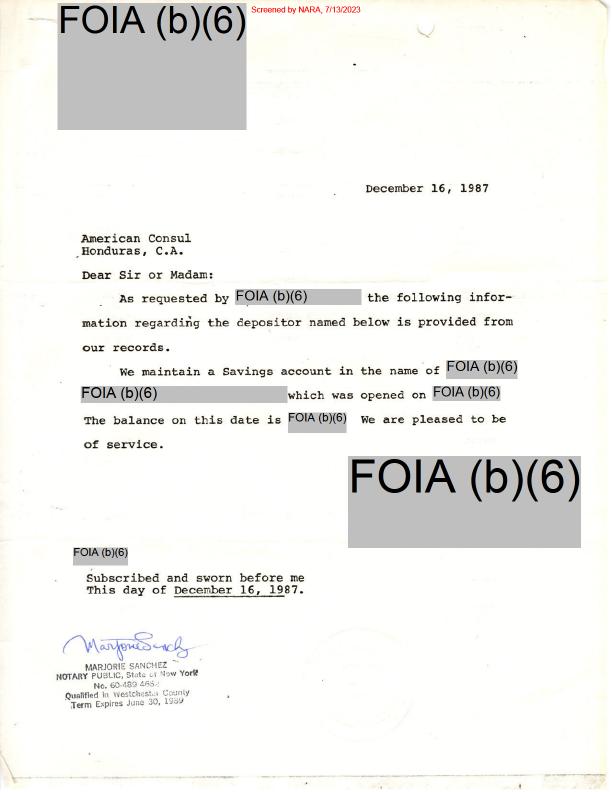 FOIA (b)(6)
Screened by NARA, 7/13/2023
December 16, 1987
American Consul
Honduras, C.A.
Dear Sir or Madam:
As requested by FOIA (b)(6) the following infor-
mation regarding the depositor named below is provided from
our records.
We maintain a Savings account in the name of FOIA (b)(6)
FOIA (b)(6) which was opened on FOIA (b)(6)
The balance on this date is FOIA (b)(6) We are pleased to be
of service.
FOIA (b)(6)
FOIA (b)(6)
Subscribed and sworn before me
This day of December 16, 1987.
Marjorie Sanchez
MARJORIE SANCHEZ
NOTARY PUBLIC, State of New York
No. 60-489
Qualified in Westchester County
Term Expires June 30, 1989